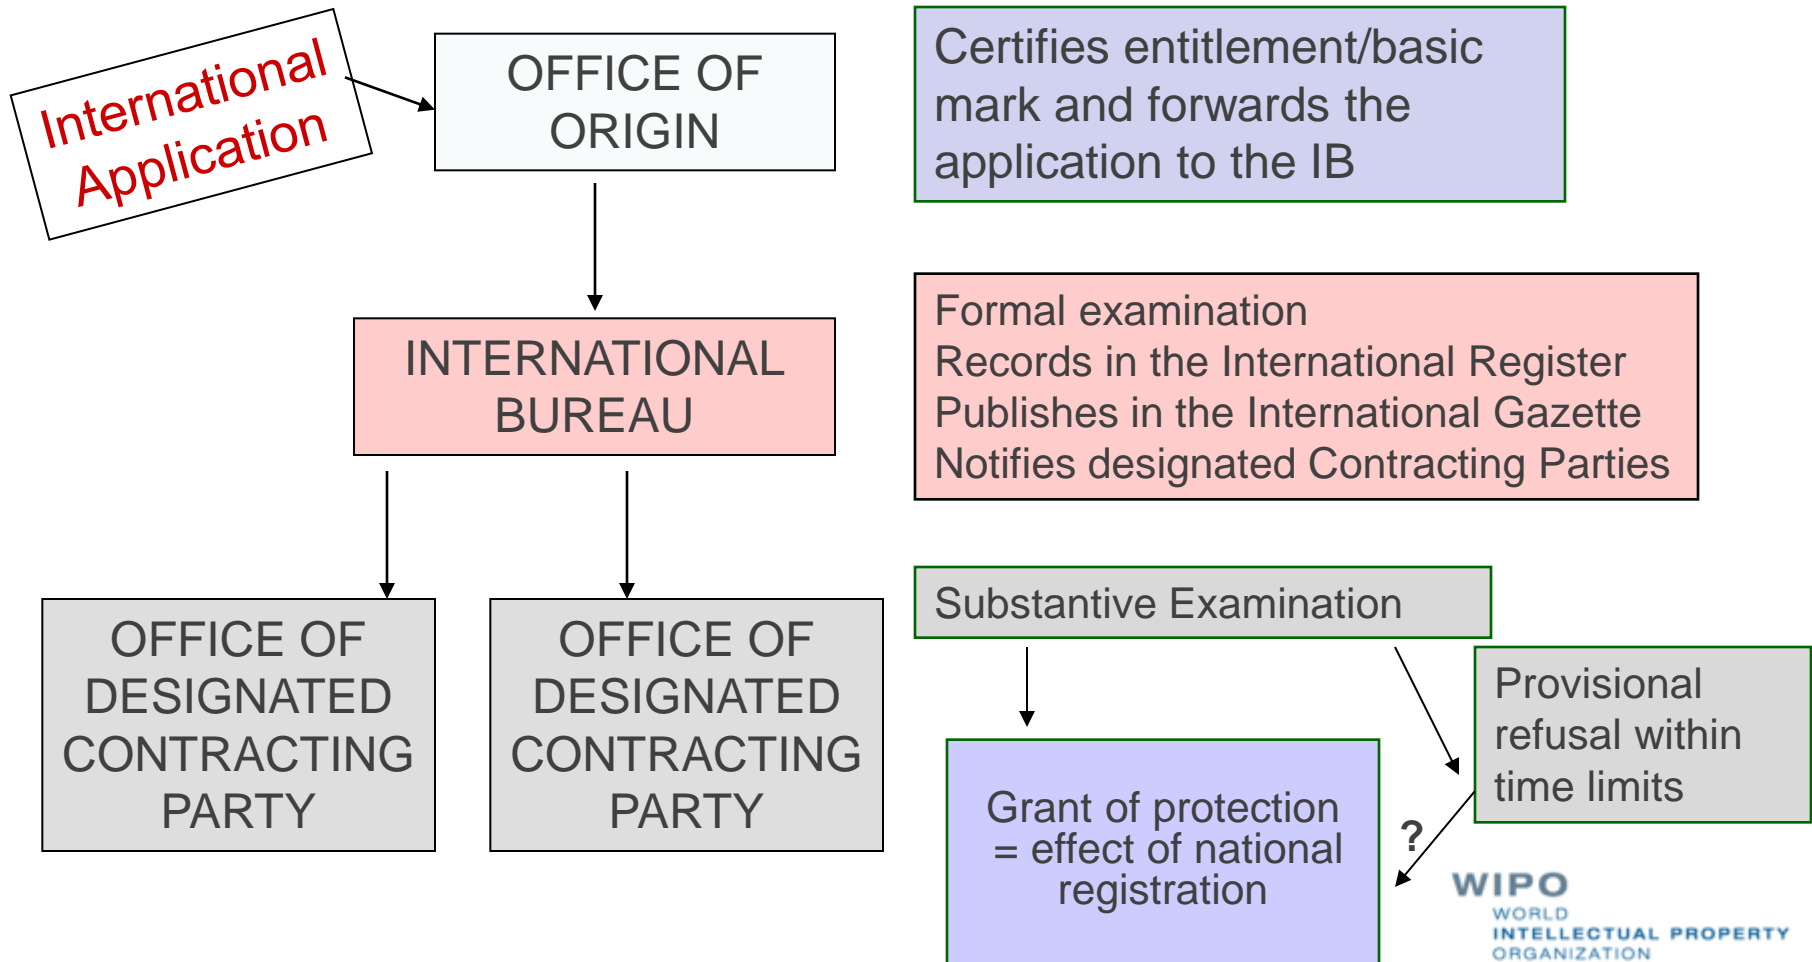 International
Application
OFFICE OF
ORIGIN
Certifies entitlement/basic
mark and forwards the
application to the IB
INTERNATIONAL
BUREAU
Formal examination
Records in the International Register
Publishes in the International Gazette
Notifies designated Contracting Parties
OFFICE OF
DESIGNATED
CONTRACTING
PARTY
OFFICE OF
DESIGNATED
CONTRACTING
PARTY
Substantive Examination
Provisional
refusal within
time limits
Grant of protection
= effect of national
registration
?
WIPO
WORLD
INTELLECTUAL PROPERTY
ORGANIZATION